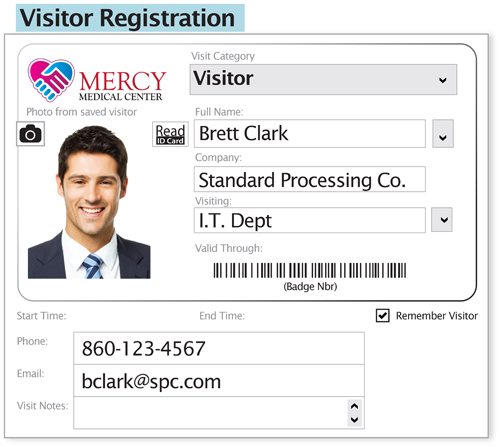 Visitor Registration
MERCY
MEDICAL CENTER
Visit Category
Visitor
Photo from saved visitor
Read
ID Card
Full Name:
Brett Clark
Company:
Standard Processing Co.
Visiting:
I.T. Dept
Valid Through:
(Badge Nbr)
Start Time:
End Time:
Remember Visitor
Phone:
860-123-4567
Email:
bclark@spc.com
Visit Notes: